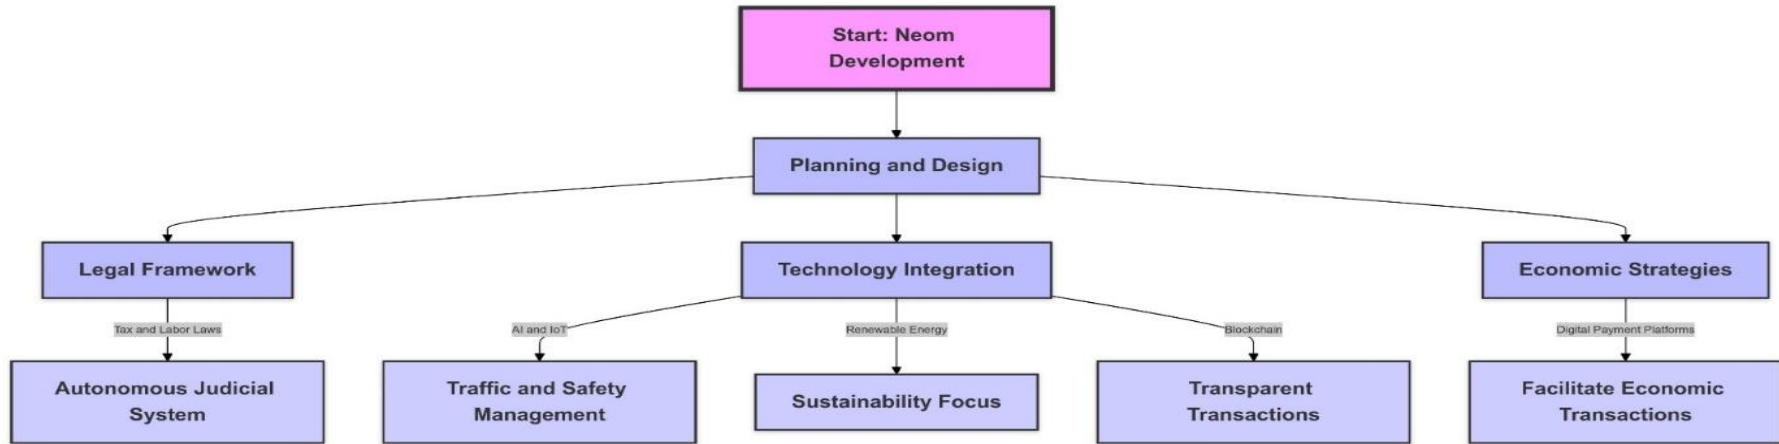 Start: Neom
Development
Planning and Design
Legal Framework
Technology Integration
Economic Strategies
Tax and Labor Laws
AI and IoT
Renewable Energy
Blockchain
Digital Payment Platforms
Autonomous Judicial
System
Traffic and Safety
Management
Sustainability Focus
Transparent
Transactions
Facilitate Economic
Transactions